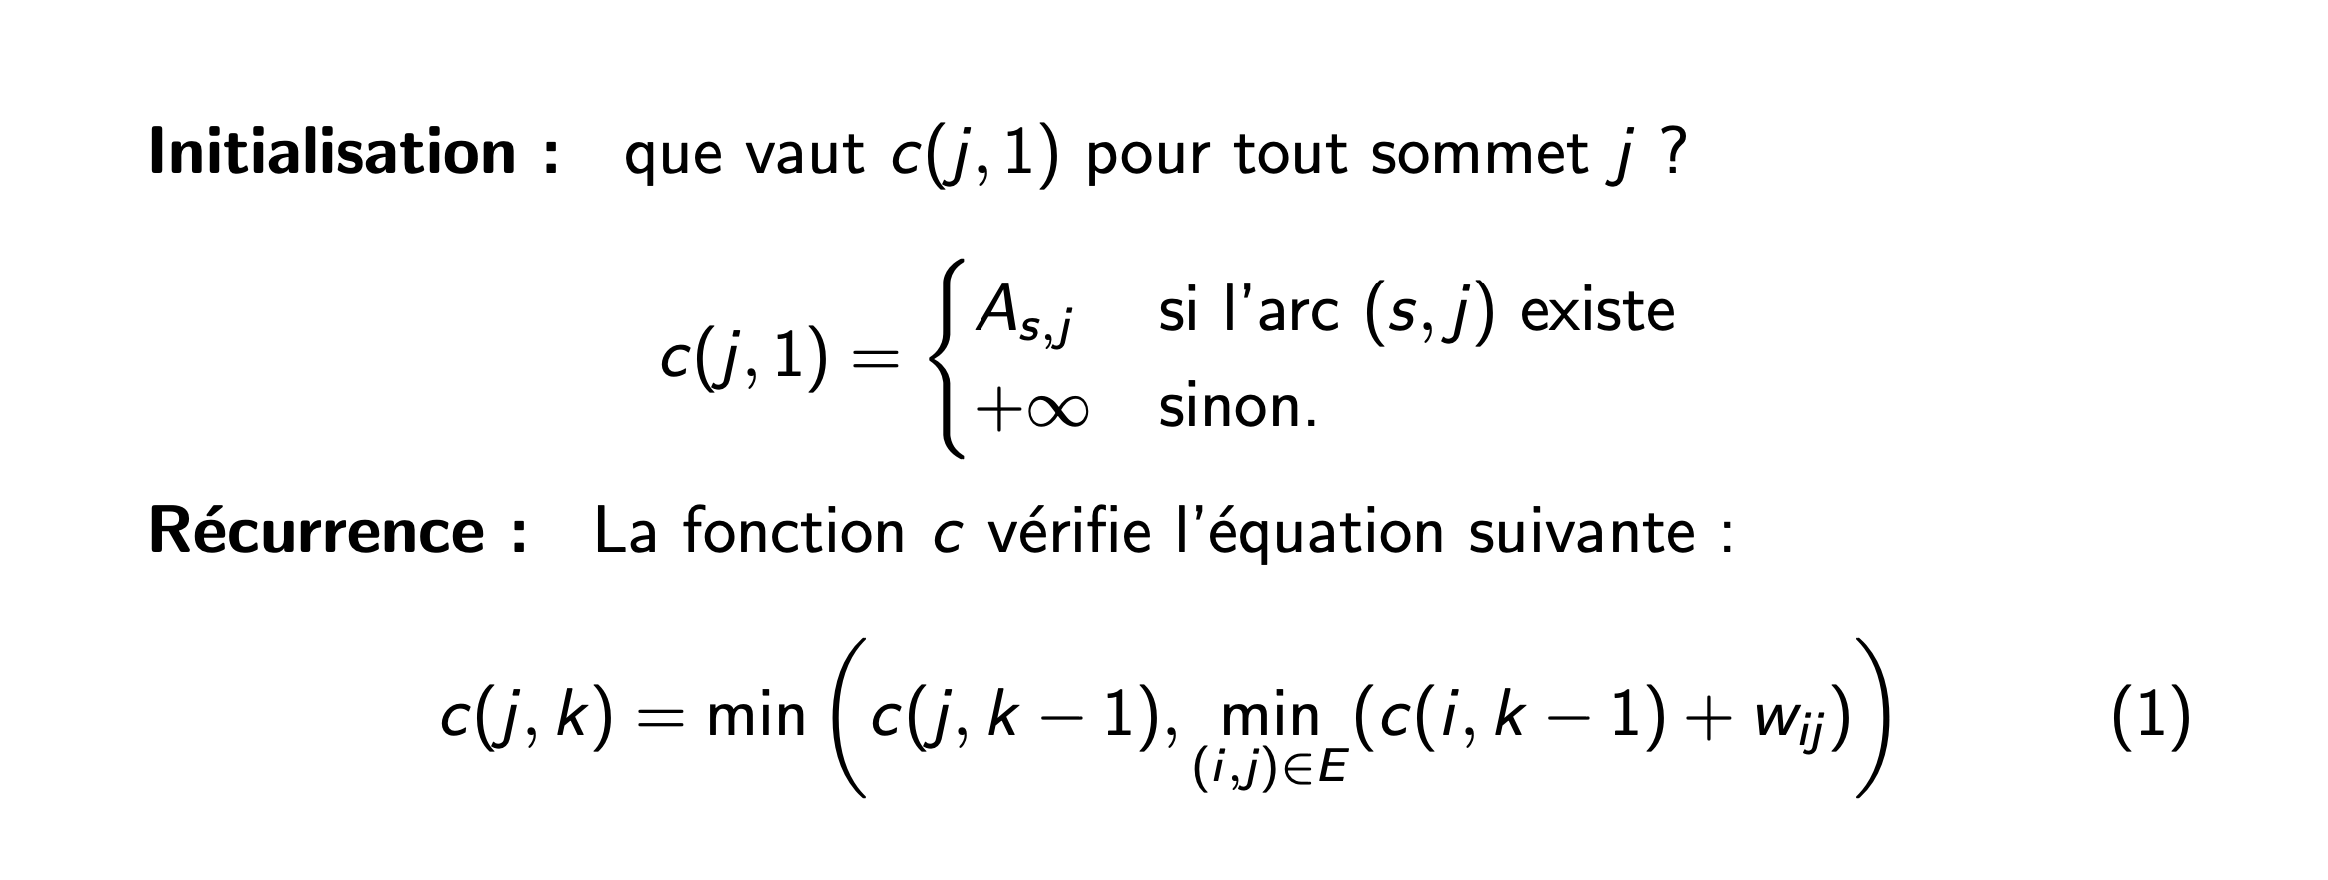 Initialisation : que vaut c(j, 1) pour tout sommet j ?
c(j, 1) = { A_{s,j} si l'arc (s, j) existe
+∞ sinon.
Récurrence : La fonction c vérifie l'équation suivante :
c(j, k) = min ( c(j, k − 1), min_{(i,j)∈E} (c(i, k − 1) + w_{ij}) ) (1)